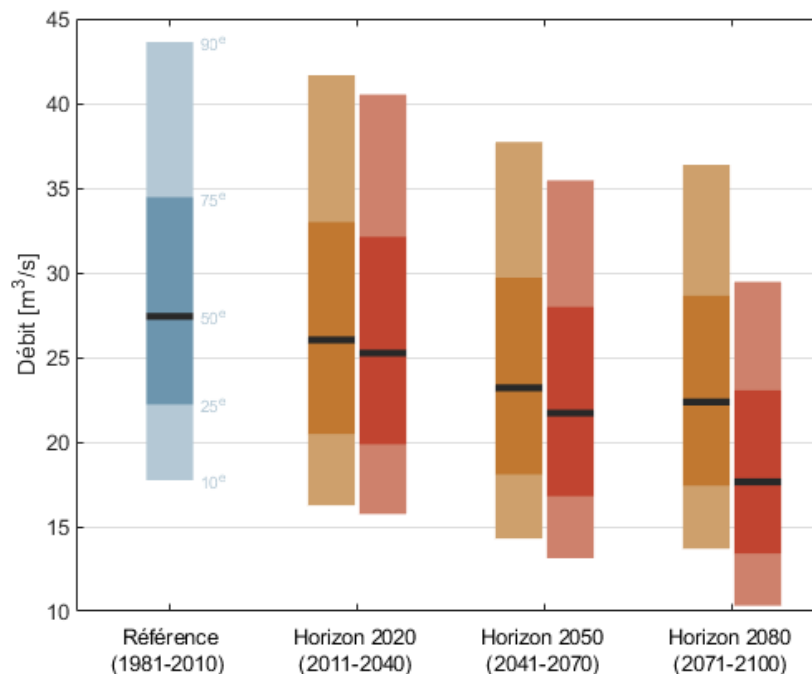 45
40
35
30
25
20
15
10
Débit [m³/s]
90e
75e
50e
25e
10e
Référence
(1981-2010)
Horizon 2020
(2011-2040)
Horizon 2050
(2041-2070)
Horizon 2080
(2071-2100)